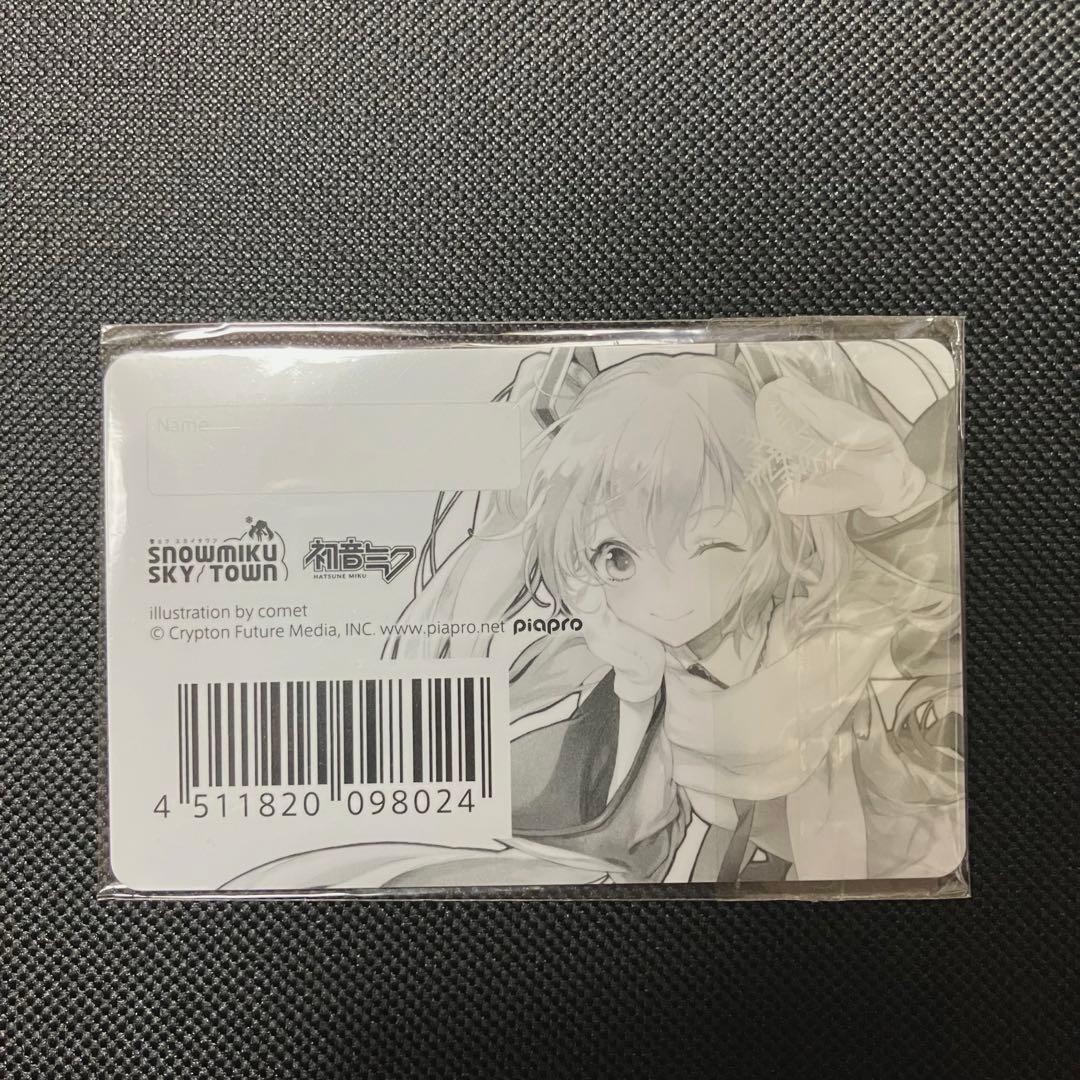 Name
雪ミク スカイタウン
SNOWMIKU
SKY TOWN
初音ミク
HATSUNE MIKU
illustration by comet
© Crypton Future Media, INC. www.piapro.net piapro
4 511820 098024